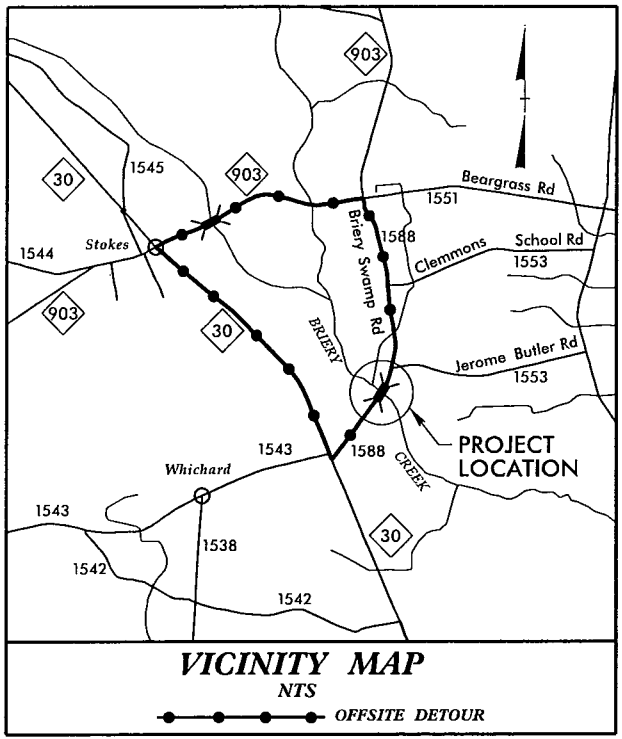 903
1545
30
903
Beargrass Rd
1551
Stokes
Briery Swamp Rd
1588
Clemmons School Rd
1553
1544
903
30
BRIERY
Jerome Butler Rd
1553
1543
1588
PROJECT
LOCATION
Whichard
CREEK
1543
1538
30
1542
1542
VICINITY MAP
NTS
OFFSITE DETOUR